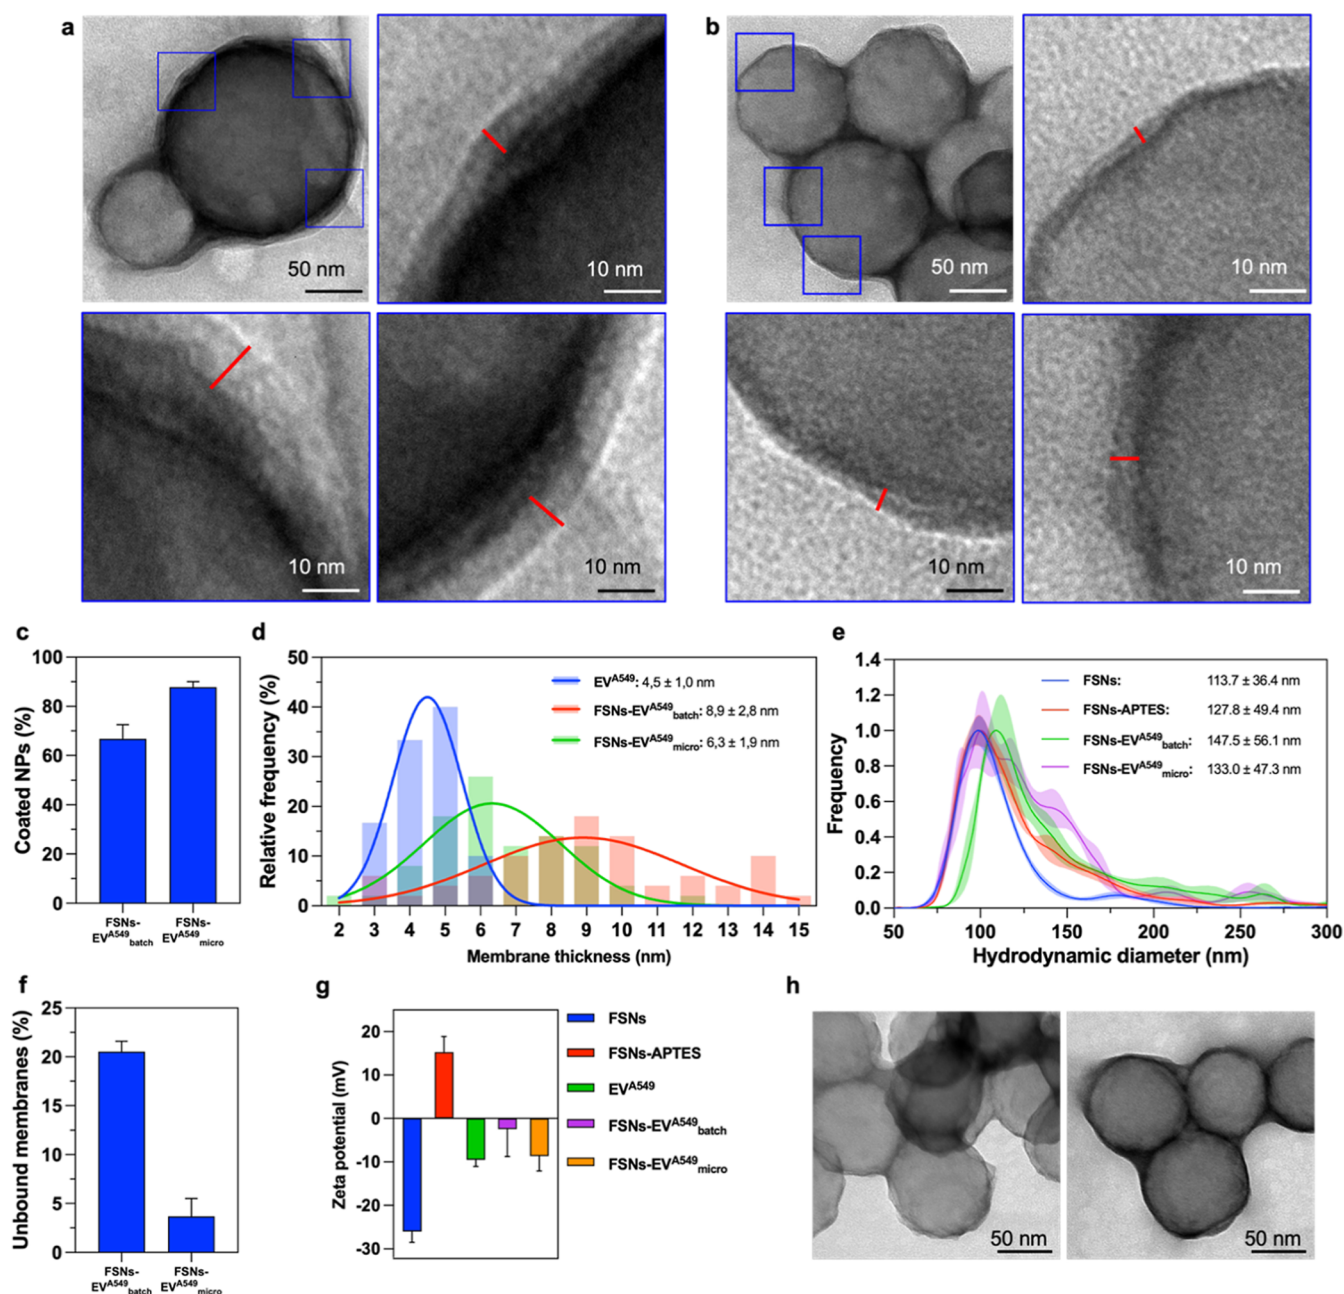 a
50 nm
10 nm
10 nm
10 nm
b
50 nm
10 nm
10 nm
10 nm
c
Coated NPs (%)
100
80
60
40
20
0
FSNs-
EVA549batch
FSNs-
EVA549micro
d
Relative frequency (%)
50
40
30
20
10
0
EVA549: 4,5 ± 1,0 nm
FSNs-EVA549batch: 8,9 ± 2,8 nm
FSNs-EVA549micro: 6,3 ± 1,9 nm
2 3 4 5 6 7 8 9 10 11 12 13 14 15
Membrane thickness (nm)
e
Frequency
1.4
1.2
1.0
0.8
0.6
0.4
0.2
0.0
FSNs: 113.7 ± 36.4 nm
FSNs-APTES: 127.8 ± 49.4 nm
FSNs-EVA549batch: 147.5 ± 56.1 nm
FSNs-EVA549micro: 133.0 ± 47.3 nm
50 100 150 200 250 300
Hydrodynamic diameter (nm)
f
Unbound membranes (%)
25
20
15
10
5
0
FSNs-
EVA549batch
FSNs-
EVA549micro
g
Zeta potential (mV)
20
10
0
-10
-20
-30
FSNs
FSNs-APTES
EVA549
FSNs-EVA549batch
FSNs-EVA549micro
h
50 nm
50 nm